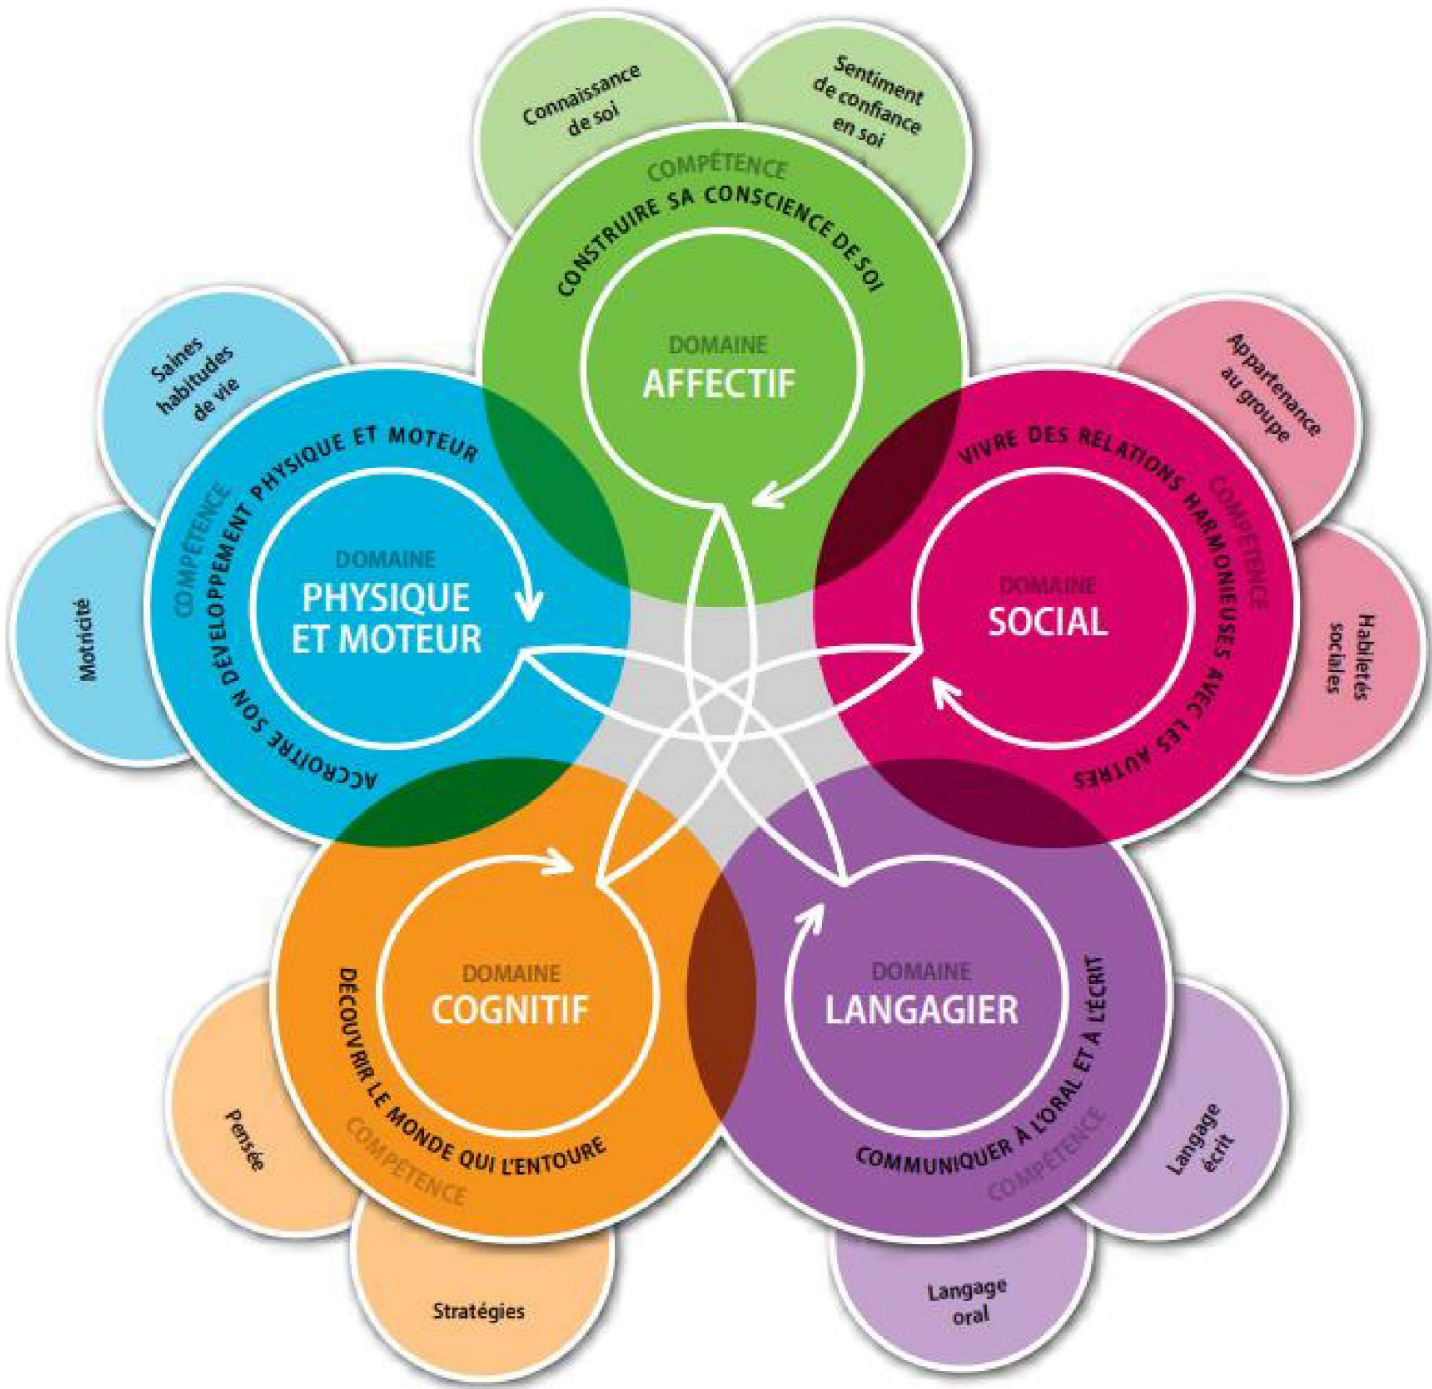 Connaissance
de soi
Sentiment
de confiance
en soi
COMPÉTENCE
CONSTRUIRE SA CONSCIENCE DE SOI
DOMAINE
AFFECTIF
Appartenance
au groupe
Habiletés
sociales
COMPÉTENCE
VIVRE DES RELATIONS HARMONIEUSES AVEC LES AUTRES
DOMAINE
SOCIAL
Langage
écrit
Langage
oral
COMPÉTENCE
COMMUNIQUER À L'ORAL ET À L'ÉCRIT
DOMAINE
LANGAGIER
Stratégies
Pensée
COMPÉTENCE
DÉCOUVRIR LE MONDE QUI L'ENTOURE
DOMAINE
COGNITIF
Motricité
Saines
habitudes
de vie
COMPÉTENCE
ACCROÎTRE SON DÉVELOPPEMENT PHYSIQUE ET MOTEUR
DOMAINE
PHYSIQUE
ET MOTEUR